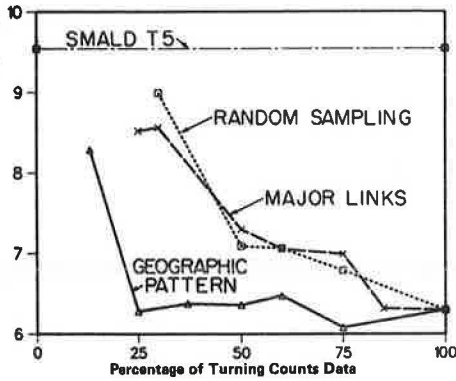 10
SMALD T5
9
RANDOM SAMPLING
8
MAJOR LINKS
7
GEOGRAPHIC
PATTERN
6
0 25 50 75 100
Percentage of Turning Counts Data